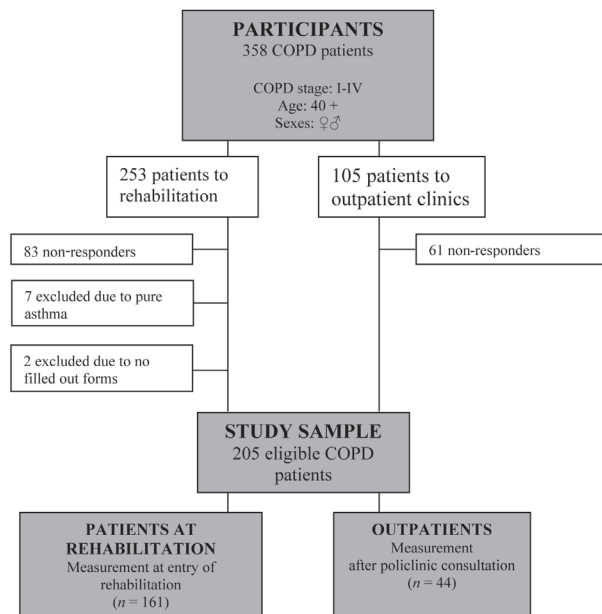 PARTICIPANTS
358 COPD patients
COPD stage: I-IV
Age: 40 +
Sexes: ♀♂
253 patients to
rehabilitation
105 patients to
outpatient clinics
83 non-responders
61 non-responders
7 excluded due to pure
asthma
2 excluded due to no
filled out forms
STUDY SAMPLE
205 eligible COPD
patients
PATIENTS AT
REHABILITATION
Measurement at entry of
rehabilitation
(n = 161)
OUTPATIENTS
Measurement
after policlinic consultation
(n = 44)